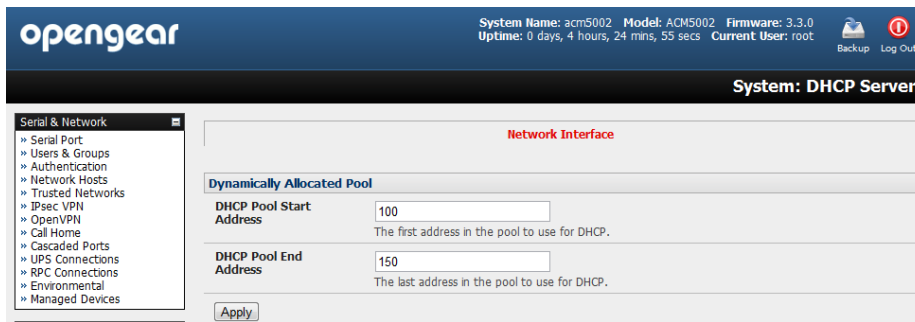 opengear
System Name: acm5002 Model: ACM5002 Firmware: 3.3.0
Uptime: 0 days, 4 hours, 24 mins, 55 secs Current User: root
Backup Log Out
System: DHCP Server
Serial & Network
» Serial Port
» Users & Groups
» Authentication
» Network Hosts
» Trusted Networks
» IPsec VPN
» OpenVPN
» Call Home
» Cascaded Ports
» UPS Connections
» RPC Connections
» Environmental
» Managed Devices
Network Interface
Dynamically Allocated Pool
DHCP Pool Start
Address
100
The first address in the pool to use for DHCP.
DHCP Pool End
Address
150
The last address in the pool to use for DHCP.
Apply